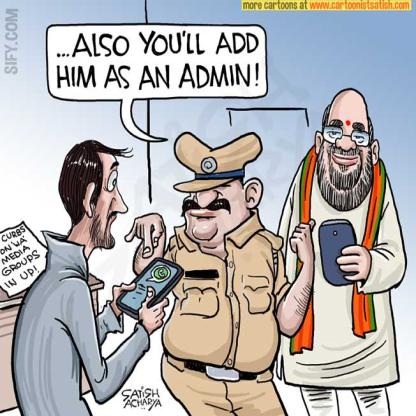 more cartoons at www.cartoonistsatish.com
SIFY.COM
...ALSO YOU'LL ADD
HIM AS AN ADMIN!
CURBS
ON 'WA'
MEDIA
GROUPS
IN U.P!
SATISH
ACHARYA